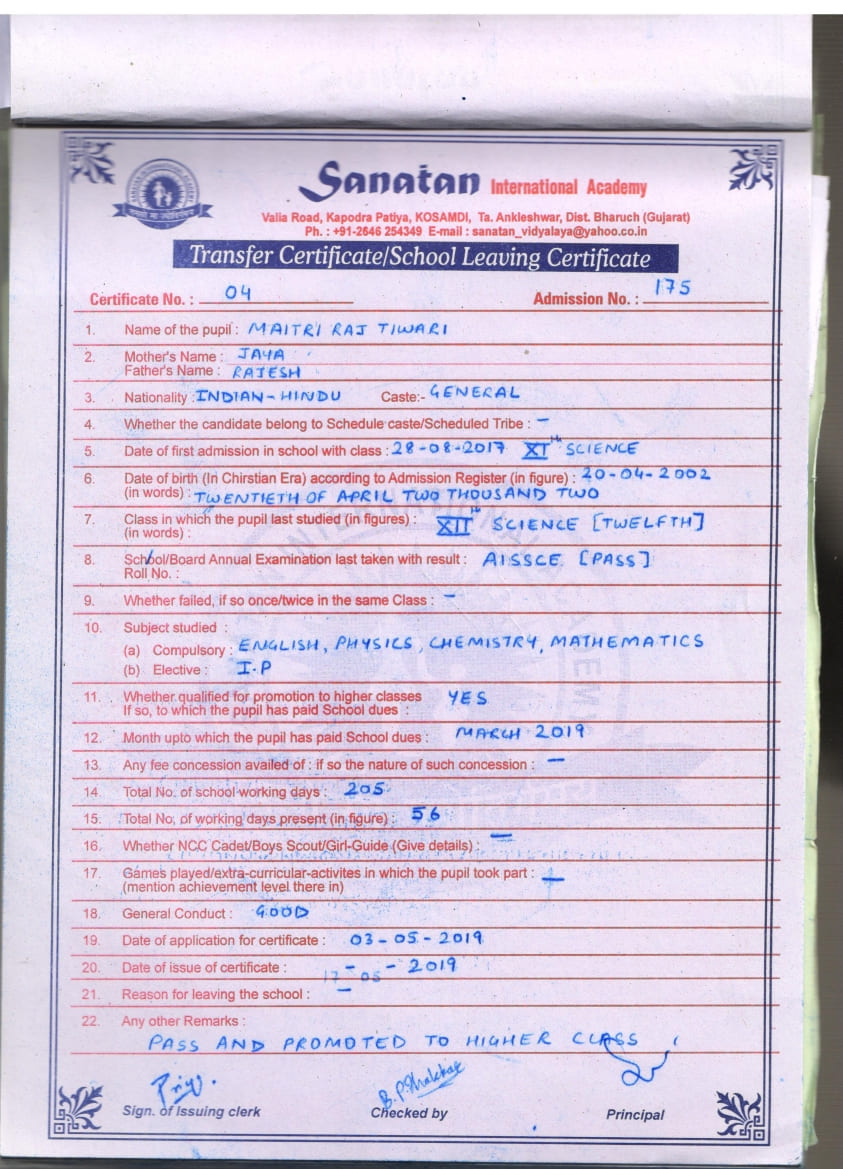 Sanatan International Academy
Valia Road, Kapodra Patiya, KOSAMDI, Ta. Ankleshwar, Dist. Bharuch (Gujarat)
Ph. : +91-2646 254349 E-mail : sanatan_vidyalaya@yahoo.co.in
Transfer Certificate/School Leaving Certificate
Certificate No. : 04 Admission No. : 175
1. Name of the pupil : MAITRI RAJ TIWARI
2. Mother's Name : JAYA
Father's Name : RAJESH
3. Nationality : INDIAN-HINDU Caste:- GENERAL
4. Whether the candidate belong to Schedule caste/Scheduled Tribe : –
5. Date of first admission in school with class : 28-08-2017 XIth SCIENCE
6. Date of birth (In Chirstian Era) according to Admission Register (in figure) : 20-04-2002
(in words) : TWENTIETH OF APRIL TWO THOUSAND TWO
7. Class in which the pupil last studied (in figures) : XIIth SCIENCE [TWELFTH]
(in words) :
8. School/Board Annual Examination last taken with result : AISSCE [PASS]
Roll No. :
9. Whether failed, if so once/twice in the same Class : –
10. Subject studied :
(a) Compulsory : ENGLISH, PHYSICS, CHEMISTRY, MATHEMATICS
(b) Elective : I.P
11. Whether qualified for promotion to higher classes YES
If so, to which the pupil has paid School dues :
12. Month upto which the pupil has paid School dues : MARCH 2019
13. Any fee concession availed of : if so the nature of such concession : –
14. Total No. of school working days : 205
15. Total No. of working days present (in figure) : 56
16. Whether NCC Cadet/Boys Scout/Girl-Guide (Give details) : –
17. Games played/extra-curricular-activites in which the pupil took part : –
(mention achievement level there in)
18. General Conduct : GOOD
19. Date of application for certificate : 03-05-2019
20. Date of issue of certificate : 17-05-2019
21. Reason for leaving the school : –
22. Any other Remarks :
PASS AND PROMOTED TO HIGHER CLASS
Sign. of Issuing clerk Checked by Principal